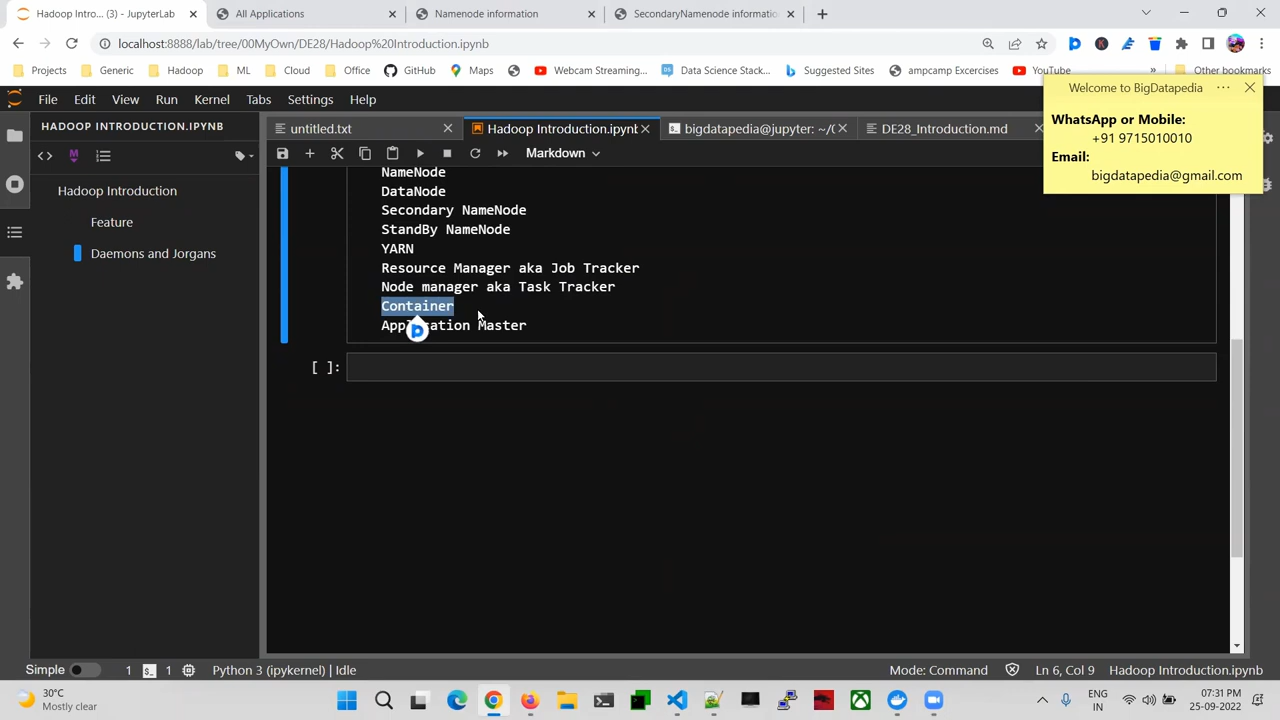 Hadoop Intro... (3) - JupyterLab
All Applications
Namenode information
SecondaryNamenode informatio
localhost:8888/lab/tree/00MyOwn/DE28/Hadoop%20Introduction.ipynb
Projects
Generic
Hadoop
ML
Cloud
Office
GitHub
Maps
Webcam Streaming...
Data Science Stack...
Suggested Sites
ampcamp Excercises
YouTube
»
Other bookmarks
File
Edit
View
Run
Kernel
Tabs
Settings
Help
Welcome to BigDatapedia
WhatsApp or Mobile:
+91 9715010010
Email:
bigdatapedia@gmail.com
HADOOP INTRODUCTION.IPYNB
untitled.txt
Hadoop Introduction.ipynl
bigdatapedia@jupyter: ~/(
DE28_Introduction.md
Markdown
Hadoop Introduction
Feature
Daemons and Jorgans
NameNode
DataNode
Secondary NameNode
StandBy NameNode
YARN
Resource Manager aka Job Tracker
Node manager aka Task Tracker
Container
Application Master
[ ]:
Simple
1
1
Python 3 (ipykernel) | Idle
Mode: Command
Ln 6, Col 9
Hadoop Introduction.ipynb
30°C
Mostly clear
ENG
IN
07:31 PM
25-09-2022